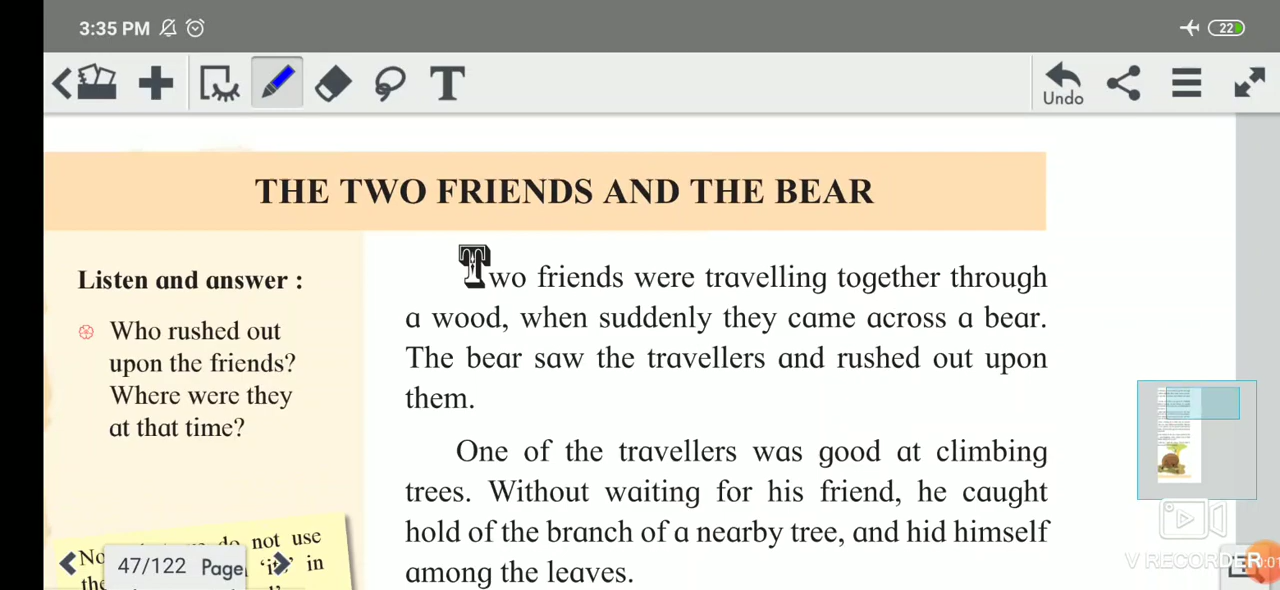 3:35 PM
22
Undo
THE TWO FRIENDS AND THE BEAR
Listen and answer :
Who rushed out
upon the friends?
Where were they
at that time?
Two friends were travelling together through
a wood, when suddenly they came across a bear.
The bear saw the travellers and rushed out upon
them.
One of the travellers was good at climbing
trees. Without waiting for his friend, he caught
hold of the branch of a nearby tree, and hid himself
among the leaves.
not use
in
47/122 Page
V RECORDER